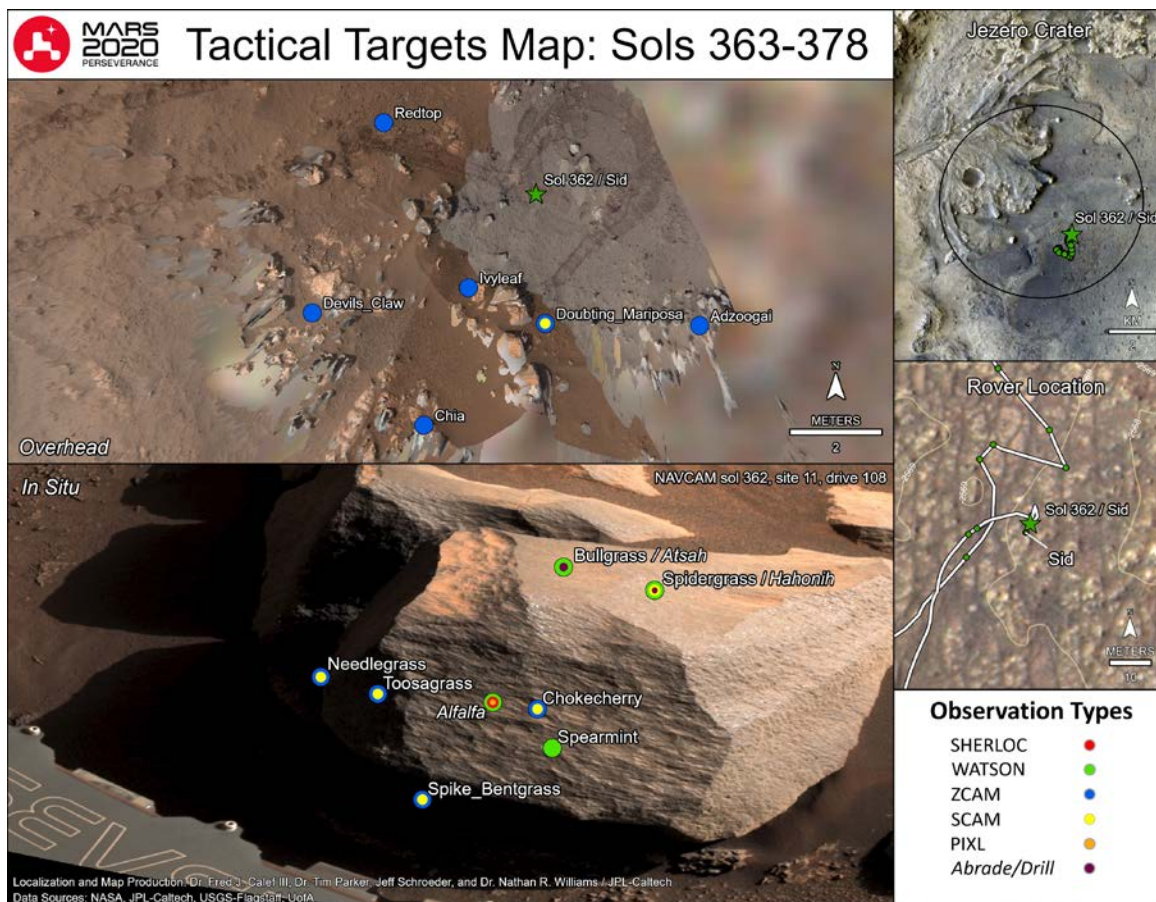 MARS
2020
PERSEVERANCE
Tactical Targets Map: Sols 363-378
Redtop
Sol 362 / Sid
Ivyleaf
Devils_Claw
Doubting_Mariposa
Adzoogai
Chia
N
METERS
2
Overhead
In Situ
NAVCAM sol 362, site 11, drive 108
Bullgrass / Atsah
Spidergrass / Hahonih
Needlegrass
Toosagrass
Alfalfa
Chokecherry
Spearmint
Spike_Bentgrass
Localization and Map Production, Dr. Fred J. Calef III, Dr. Tim Parker, Jeff Schroeder, and Dr. Nathan R. Williams / JPL-Caltech
Data Sources: NASA, JPL-Caltech, USGS-Flagstaff, UofA
Jezero Crater
Sol 362 / Sid
N
KM
2
Rover Location
Sol 362 / Sid
Sid
N
METERS
10
Observation Types
SHERLOC
WATSON
ZCAM
SCAM
PIXL
Abrade/Drill